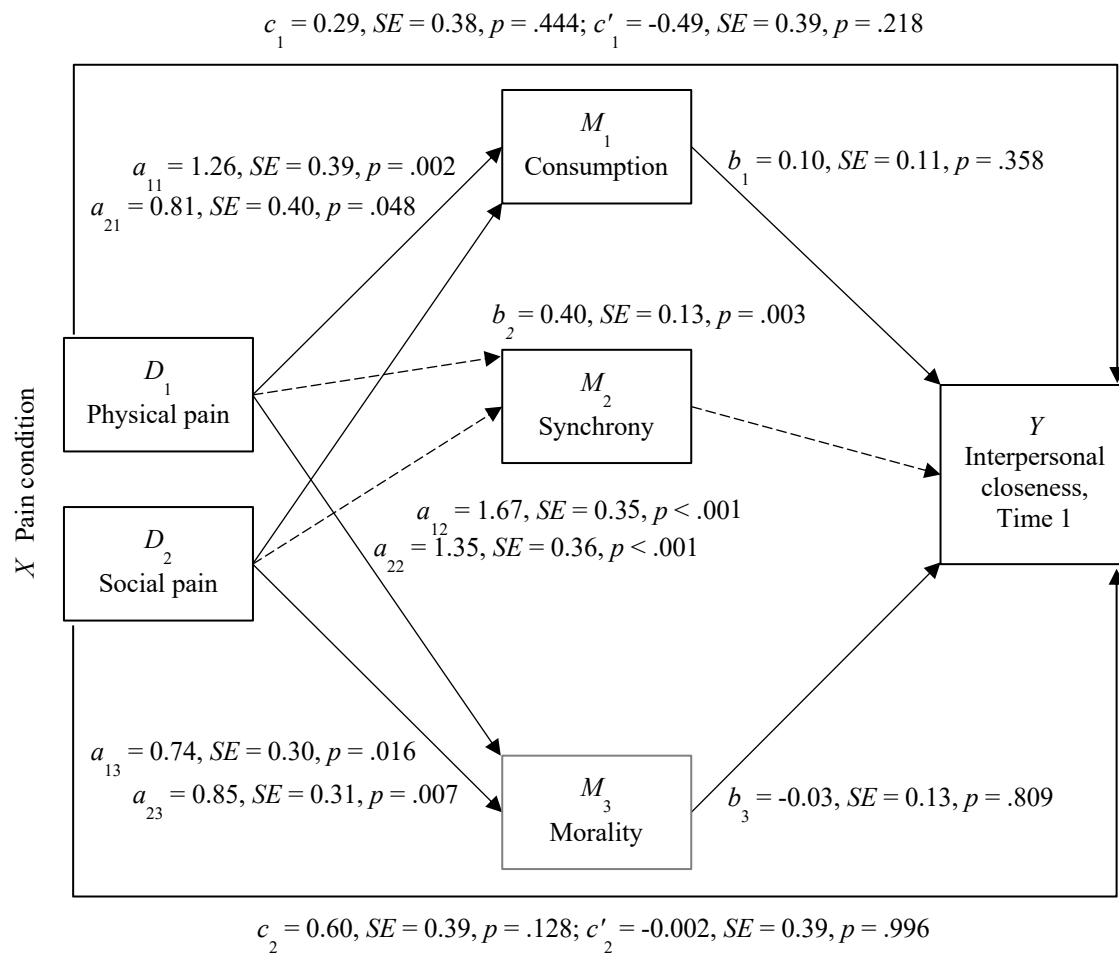 c₁ = 0.29, SE = 0.38, p = .444; c′₁ = -0.49, SE = 0.39, p = .218
M₁
Consumption
a₁₁ = 1.26, SE = 0.39, p = .002
a₂₁ = 0.81, SE = 0.40, p = .048
b₁ = 0.10, SE = 0.11, p = .358
b₂ = 0.40, SE = 0.13, p = .003
X Pain condition
D₁
Physical pain
M₂
Synchrony
Y
Interpersonal
closeness,
Time 1
D₂
Social pain
a₁₂ = 1.67, SE = 0.35, p < .001
a₂₂ = 1.35, SE = 0.36, p < .001
a₁₃ = 0.74, SE = 0.30, p = .016
a₂₃ = 0.85, SE = 0.31, p = .007
M₃
Morality
b₃ = -0.03, SE = 0.13, p = .809
c₂ = 0.60, SE = 0.39, p = .128; c′₂ = -0.002, SE = 0.39, p = .996